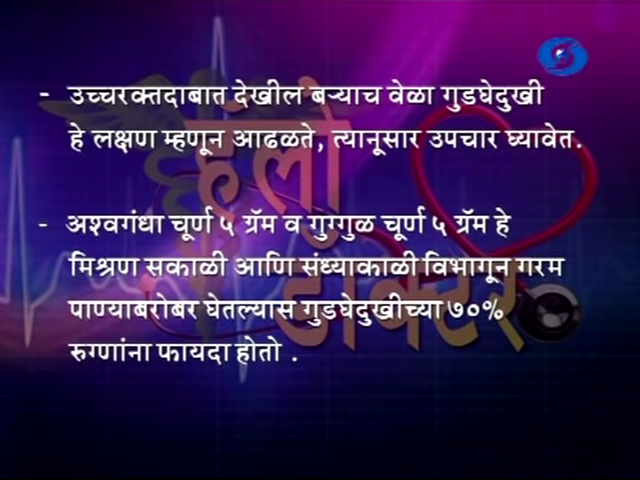 - उच्चरक्तदाबात देखील बऱ्याच वेळा गुडघेदुखी
हे लक्षण म्हणून आढळते, त्यानूसार उपचार घ्यावेत.
- अश्वगंधा चूर्ण ५ ग्रॅम व गुग्गुळ चूर्ण ५ ग्रॅम हे
मिश्रण सकाळी आणि संध्याकाळी विभागून गरम
पाण्याबरोबर घेतल्यास गुडघेदुखीच्या ७०%
रुग्णांना फायदा होतो .
हॅलो
डॉक्टर